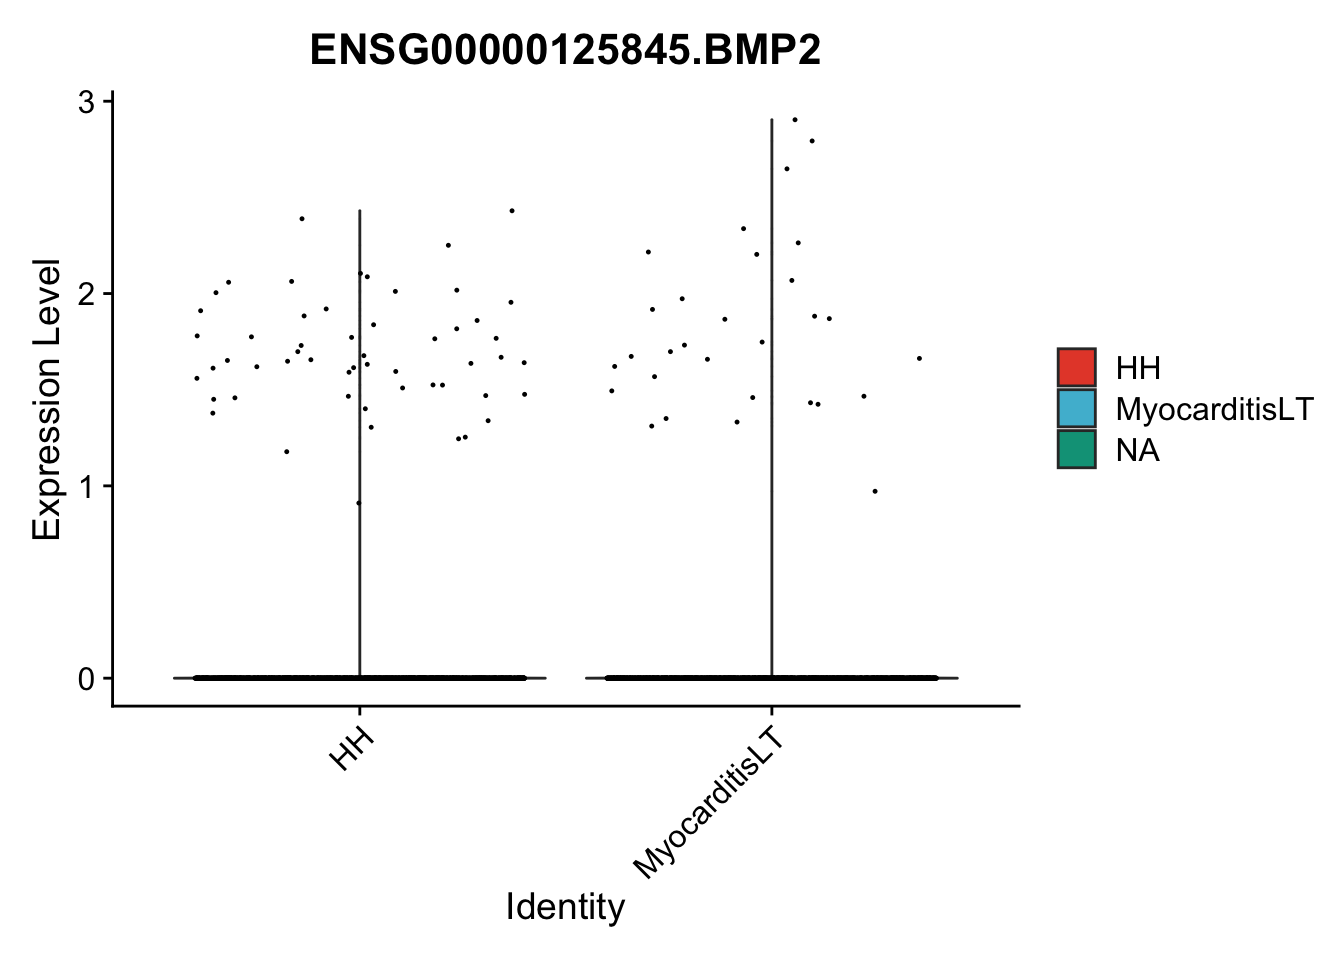 ENSG00000125845.BMP2
3
2
1
0
Expression Level
HH
MyocarditisLT
Identity
HH
MyocarditisLT
NA